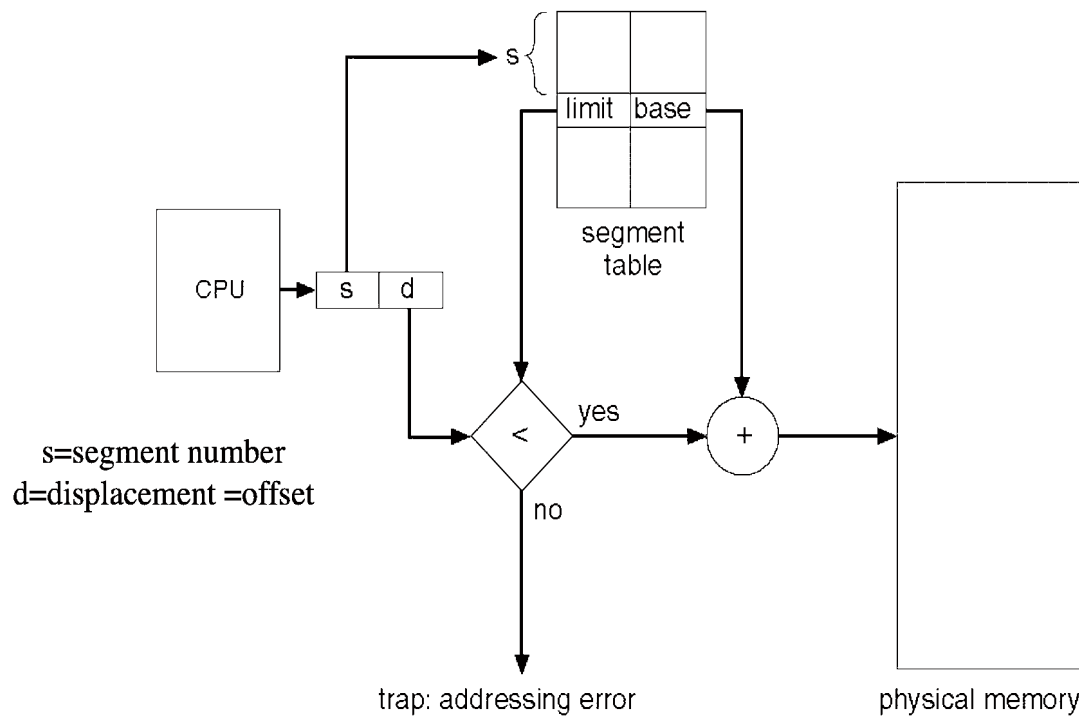 s
limit base
segment
table
CPU
s d
<
yes
+
s=segment number
d=displacement =offset
no
trap: addressing error
physical memory